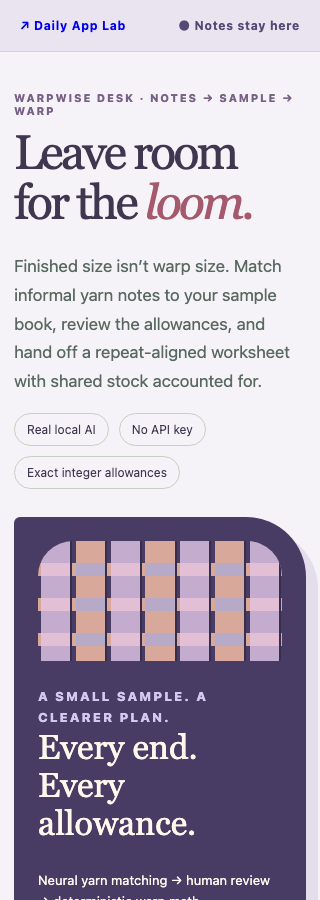 ↗ Daily App Lab
● Notes stay here
WARPWISE DESK · NOTES → SAMPLE →
WARP
Leave room
for the loom.
Finished size isn’t warp size. Match
informal yarn notes to your sample
book, review the allowances, and
hand off a repeat-aligned worksheet
with shared stock accounted for.
Real local AI
No API key
Exact integer allowances
A SMALL SAMPLE. A
CLEARER PLAN.
Every end.
Every
allowance.
Neural yarn matching → human review
→ deterministic warp math